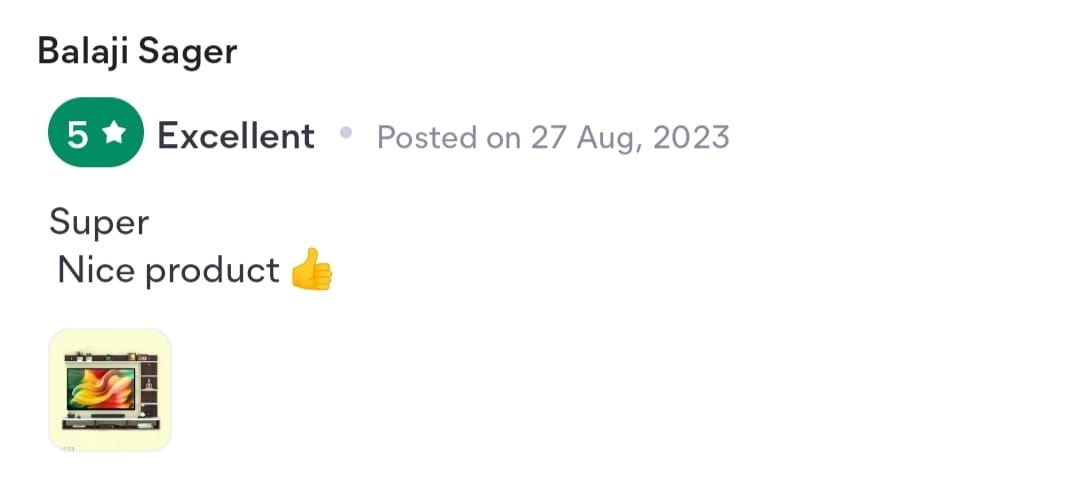 Balaji Sager
5 ★ Excellent • Posted on 27 Aug, 2023
Super
Nice product 👍